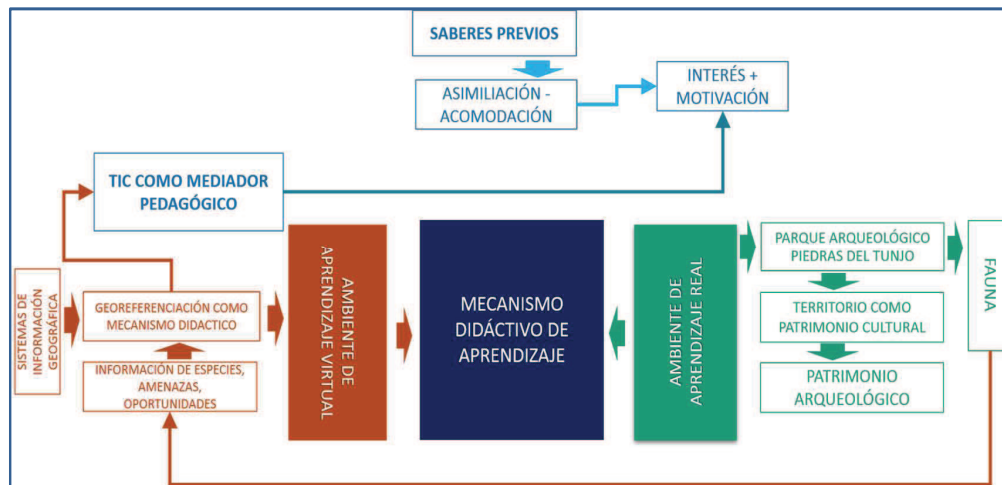 SABERES PREVIOS
ASIMILIACIÓN -
ACOMODACIÓN
INTERÉS +
MOTIVACIÓN
TIC COMO MEDIADOR
PEDAGÓGICO
SISTEMAS DE
INFORMACIÓN
GEOGRÁFICA
GEOREFERENCIACIÓN COMO
MECANISMO DIDACTICO
INFORMACIÓN DE ESPECIES,
AMENAZAS,
OPORTUNIDADES
AMBIENTE DE
APRENDIZAJE VIRTUAL
MECANISMO
DIDÁCTIVO DE
APRENDIZAJE
AMBIENTE DE
APRENDIZAJE REAL
PARQUE ARQUEOLÓGICO
PIEDRAS DEL TUNJO
TERRITORIO COMO
PATRIMONIO CULTURAL
PATRIMONIO
ARQUEOLÓGICO
FAUNA